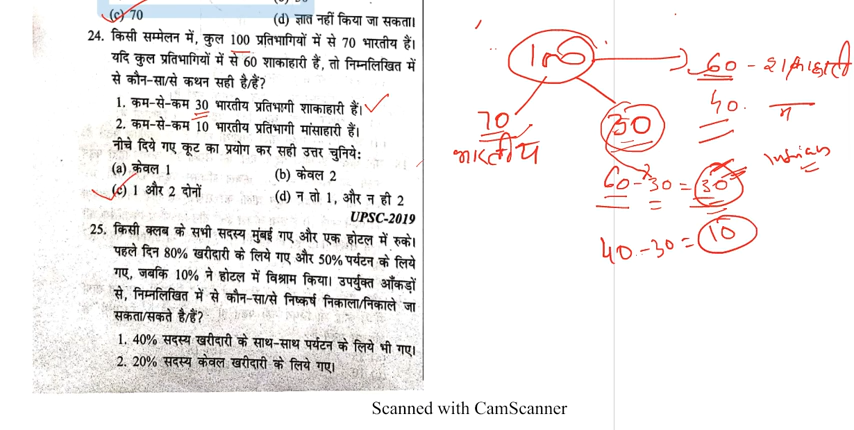 (c) 70
(d) ज्ञात नहीं किया जा सकता।
24. किसी सम्मेलन में, कुल 100 प्रतिभागियों में से 70 भारतीय हैं।
यदि कुल प्रतिभागियों में से 60 शाकाहारी हैं, तो निम्नलिखित में
से कौन-सा/से कथन सही है/हैं?
1. कम-से-कम 30 भारतीय प्रतिभागी शाकाहारी हैं।
2. कम-से-कम 10 भारतीय प्रतिभागी मांसाहारी हैं।
नीचे दिये गए कूट का प्रयोग कर सही उत्तर चुनिये:
(a) केवल 1
(b) केवल 2
(c) 1 और 2 दोनों
(d) न तो 1, और न ही 2
UPSC-2019
25. किसी क्लब के सभी सदस्य मुंबई गए और एक होटल में रुके।
पहले दिन 80% खरीदारी के लिये गए और 50% पर्यटन के लिये
गए, जबकि 10% ने होटल में विश्राम किया। उपर्युक्त आँकड़ों
से, निम्नलिखित में से कौन-सा/से निष्कर्ष निकाला/निकाले जा
सकता/सकते है/हैं?
1. 40% सदस्य खरीदारी के साथ-साथ पर्यटन के लिये भी गए।
2. 20% सदस्य केवल खरीदारी के लिये गए।
100
60 - शाकाहारी
40. म
70
30
भारतीय
Indian
60 - 30 = 30
40 - 30 = 10
Scanned with CamScanner